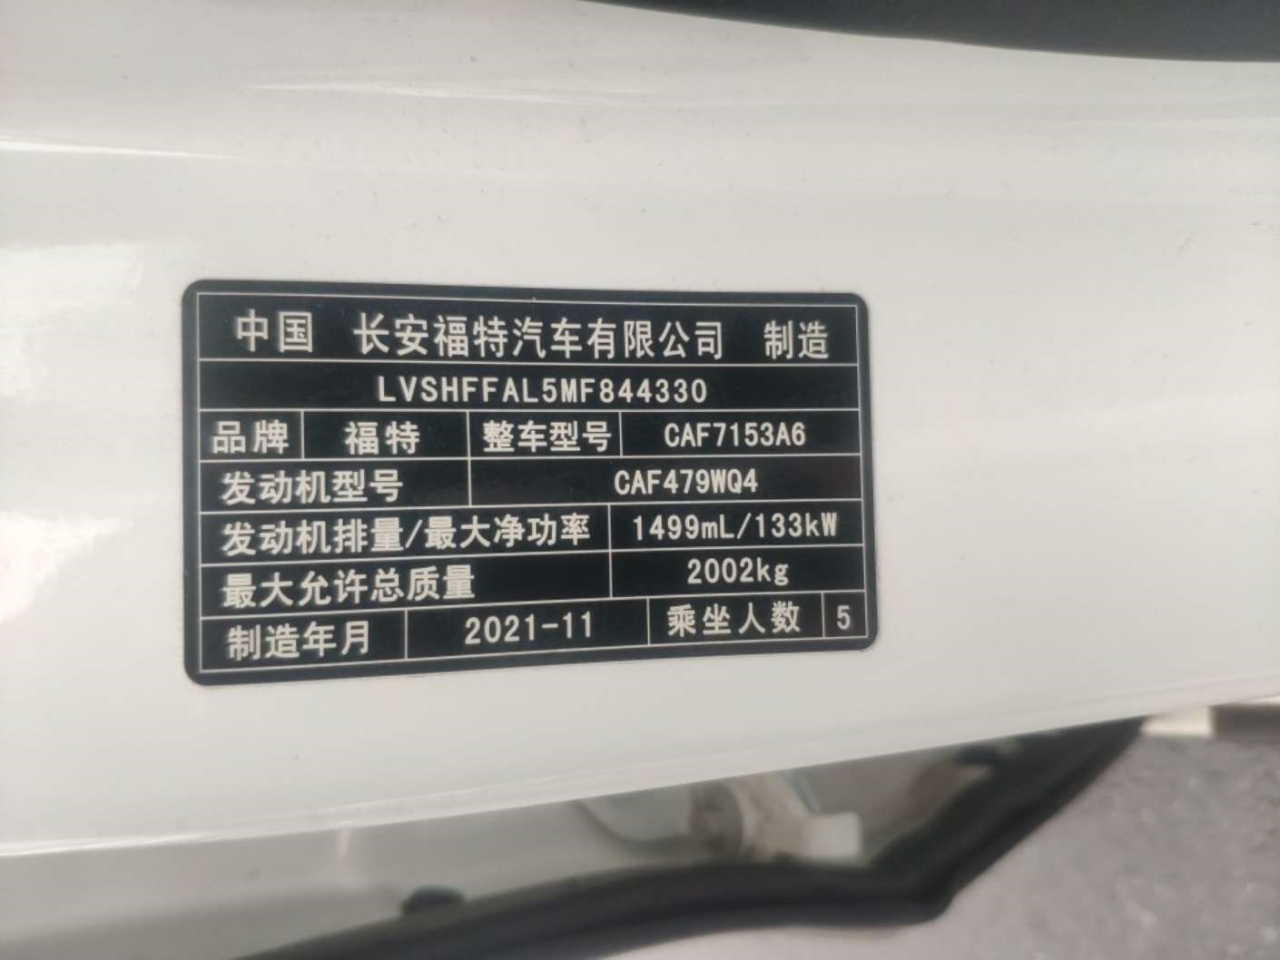 中国 长安福特汽车有限公司 制造
LVSHFFAL5MF844330
品牌 福特 整车型号 CAF7153A6
发动机型号 CAF479WQ4
发动机排量/最大净功率 1499mL/133kW
最大允许总质量 2002kg
制造年月 2021-11 乘坐人数 5